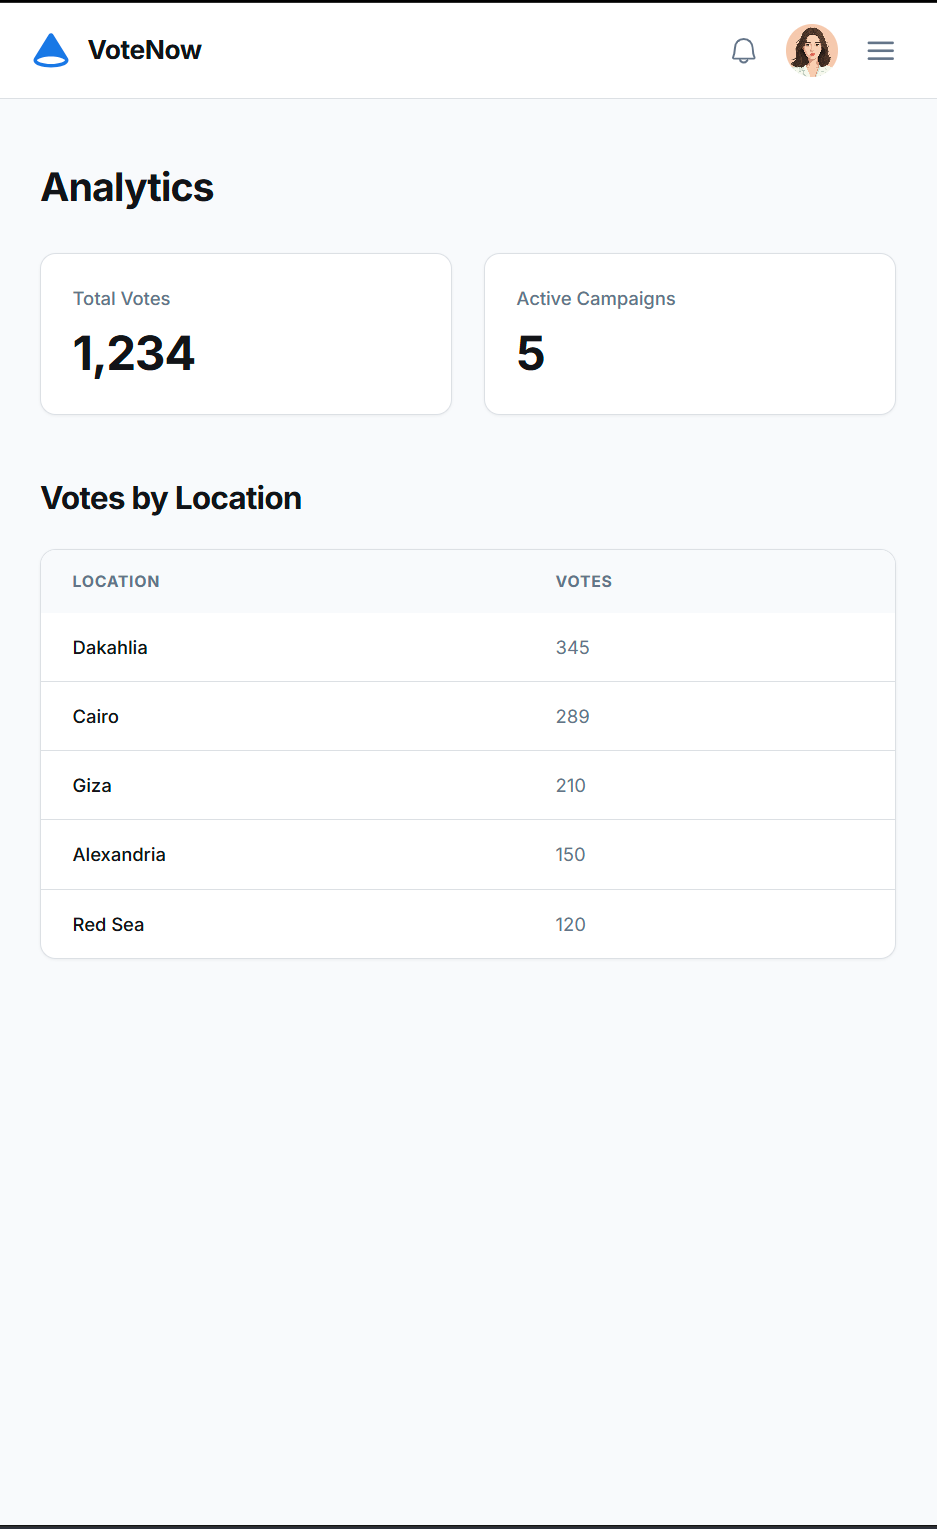 VoteNow
Analytics
Total Votes
1,234
Active Campaigns
5
Votes by Location
LOCATION VOTES
Dakahlia 345
Cairo 289
Giza 210
Alexandria 150
Red Sea 120